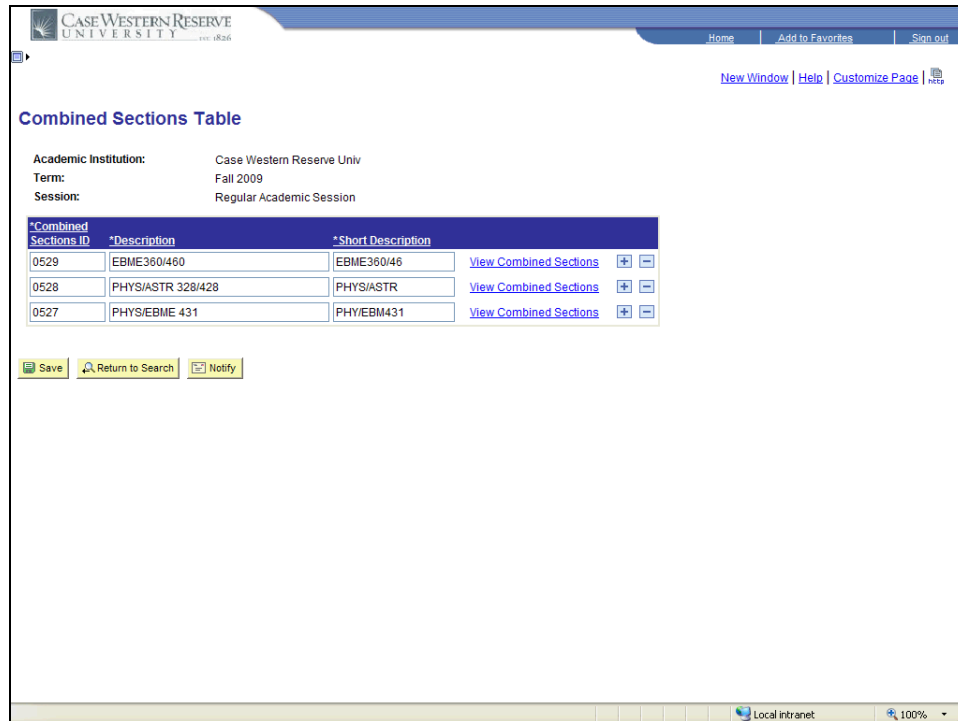 CASE WESTERN RESERVE
UNIVERSITY EST. 1826
Home Add to Favorites Sign out
New Window | Help | Customize Page | http
Combined Sections Table
Academic Institution: Case Western Reserve Univ
Term: Fall 2009
Session: Regular Academic Session
*Combined
Sections ID *Description *Short Description
0529 EBME360/460 EBME360/46 View Combined Sections
0528 PHYS/ASTR 328/428 PHYS/ASTR View Combined Sections
0527 PHYS/EBME 431 PHY/EBM431 View Combined Sections
Save Return to Search Notify
Local intranet 100%